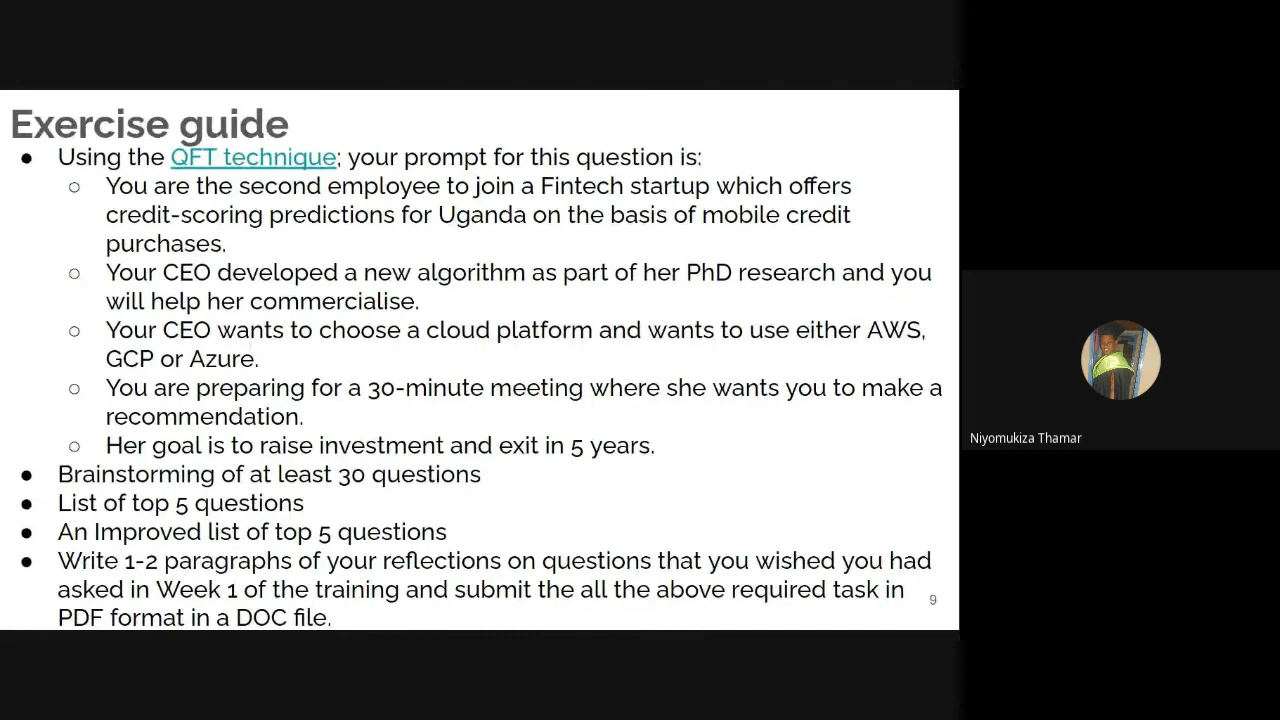 Exercise guide
● Using the QFT technique; your prompt for this question is:
○ You are the second employee to join a Fintech startup which offers
credit-scoring predictions for Uganda on the basis of mobile credit
purchases.
○ Your CEO developed a new algorithm as part of her PhD research and you
will help her commercialise.
○ Your CEO wants to choose a cloud platform and wants to use either AWS,
GCP or Azure.
○ You are preparing for a 30-minute meeting where she wants you to make a
recommendation.
○ Her goal is to raise investment and exit in 5 years.
● Brainstorming of at least 30 questions
● List of top 5 questions
● An Improved list of top 5 questions
● Write 1-2 paragraphs of your reflections on questions that you wished you had
asked in Week 1 of the training and submit the all the above required task in
PDF format in a DOC file.
9
Niyomukiza Thamar